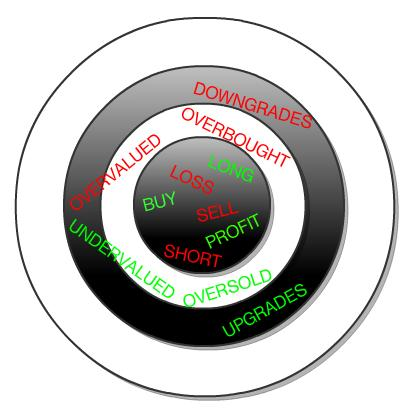 DOWNGRADES
OVERBOUGHT
OVERVALUED
LONG
LOSS
BUY
SELL
PROFIT
SHORT
UNDERVALUED
OVERSOLD
UPGRADES